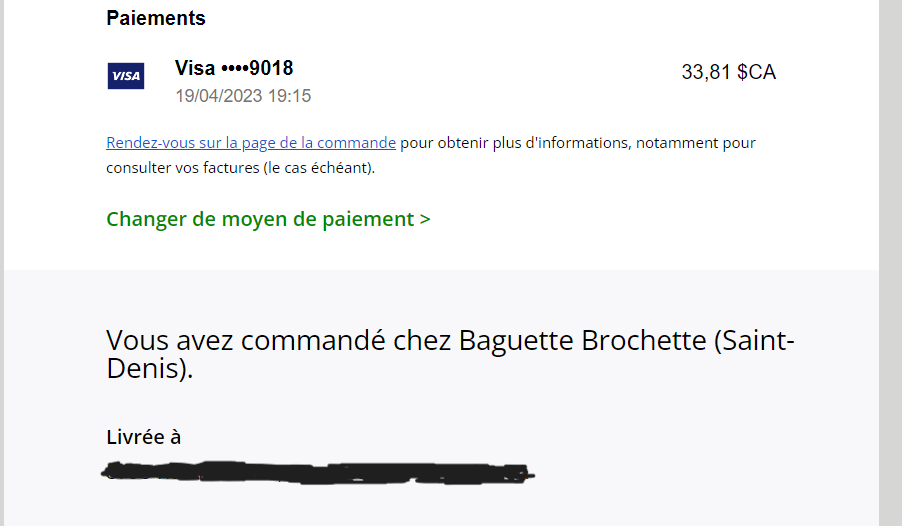 Paiements
VISA
Visa ••••9018
33,81 $CA
19/04/2023 19:15
Rendez-vous sur la page de la commande pour obtenir plus d'informations, notamment pour
consulter vos factures (le cas échéant).
Changer de moyen de paiement >
Vous avez commandé chez Baguette Brochette (Saint-
Denis).
Livrée à